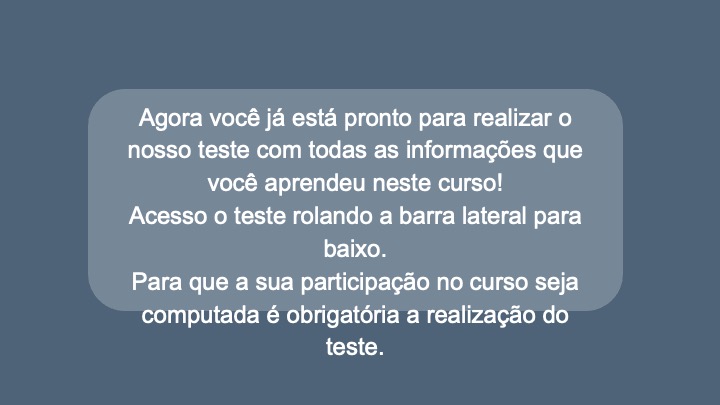 Agora você já está pronto para realizar o
nosso teste com todas as informações que
você aprendeu neste curso!
Acesso o teste rolando a barra lateral para
baixo.
Para que a sua participação no curso seja
computada é obrigatória a realização do
teste.